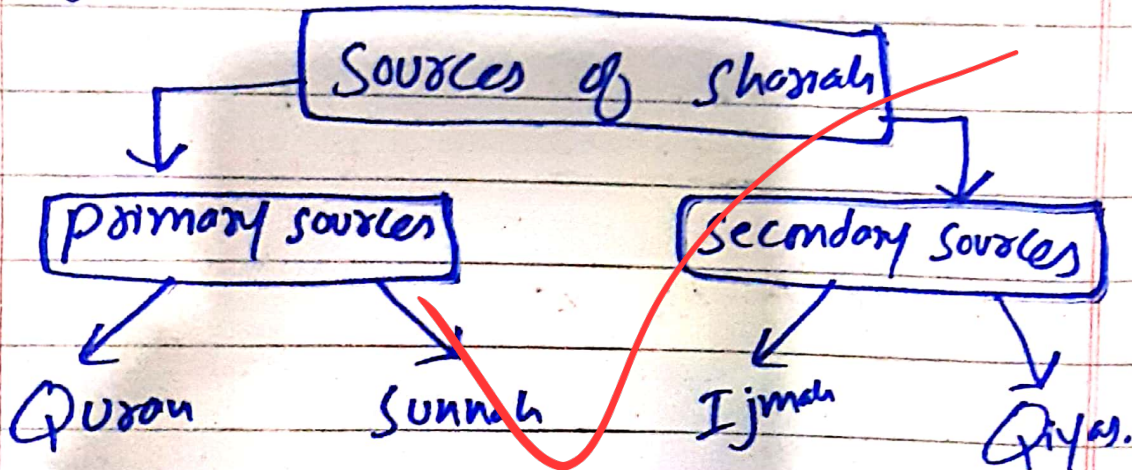 Sources of Shariah
Primary sources
Secondary sources
Quran
Sunnah
Ijmah
Qiyas.